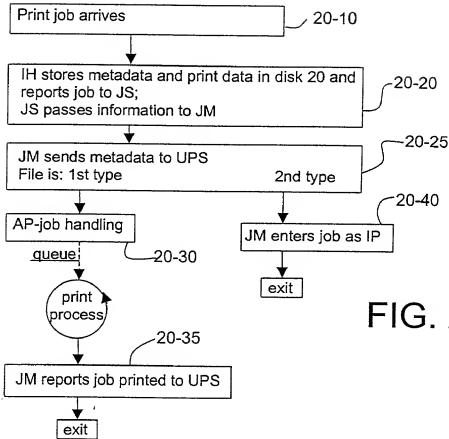 Print job arrives
20-10
IH stores metadata and print data in disk 20 and
reports job to JS;
JS passes information to JM
20-20
JM sends metadata to UPS
File is: 1st type 2nd type
20-25
AP-job handling
20-30
JM enters job as IP
20-40
queue
exit
print
process
FIG.
20-35
JM reports job printed to UPS
exit